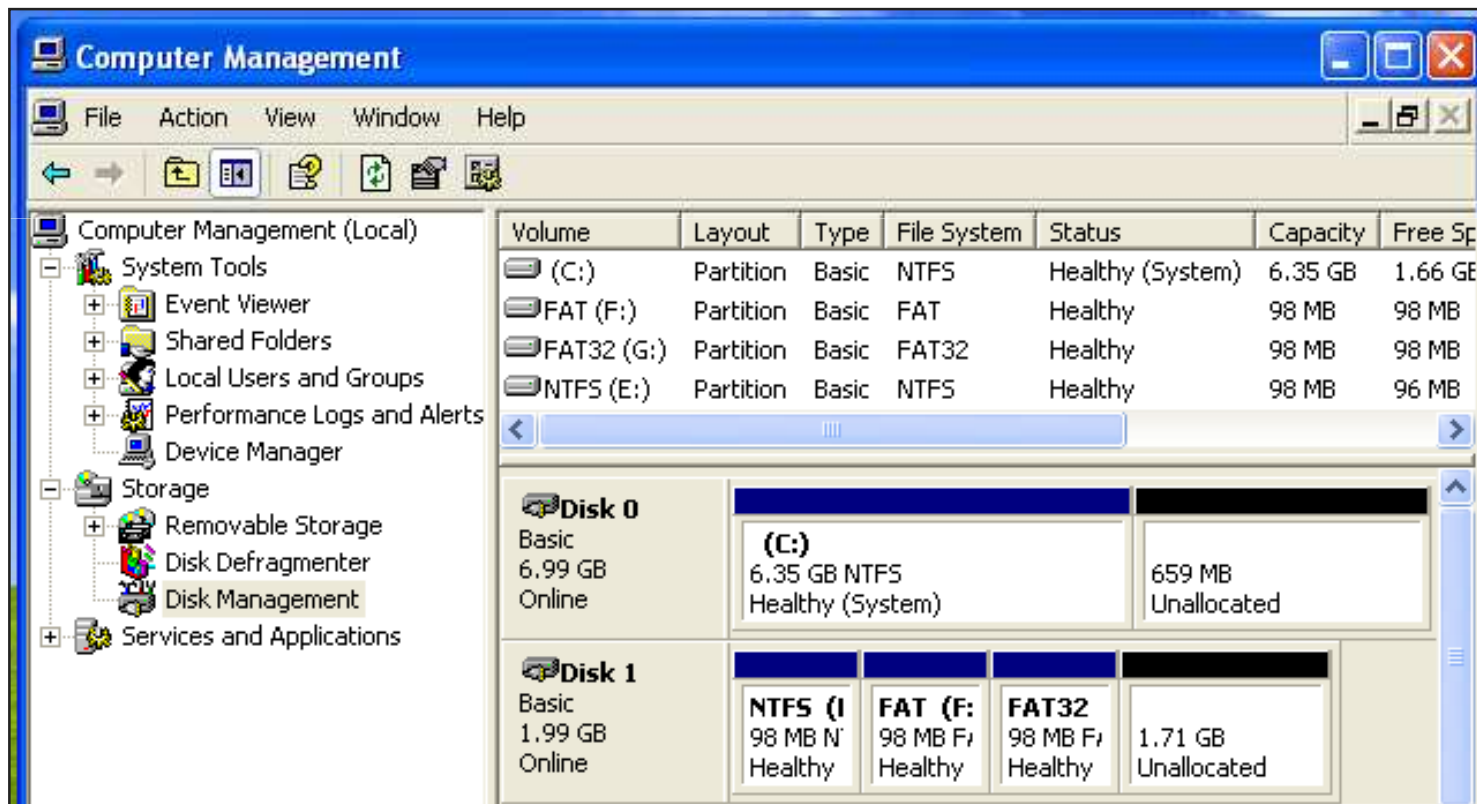 Computer Management
File Action View Window Help
Computer Management (Local)
System Tools
Event Viewer
Shared Folders
Local Users and Groups
Performance Logs and Alerts
Device Manager
Storage
Removable Storage
Disk Defragmenter
Disk Management
Services and Applications
Volume Layout Type File System Status Capacity Free Sp
(C:) Partition Basic NTFS Healthy (System) 6.35 GB 1.66 GB
FAT (F:) Partition Basic FAT Healthy 98 MB 98 MB
FAT32 (G:) Partition Basic FAT32 Healthy 98 MB 98 MB
NTFS (E:) Partition Basic NTFS Healthy 98 MB 96 MB
Disk 0
Basic
6.99 GB
Online
(C:)
6.35 GB NTFS
Healthy (System)
659 MB
Unallocated
Disk 1
Basic
1.99 GB
Online
NTFS (
98 MB N
Healthy
FAT (F:
98 MB F
Healthy
FAT32
98 MB F
Healthy
1.71 GB
Unallocated